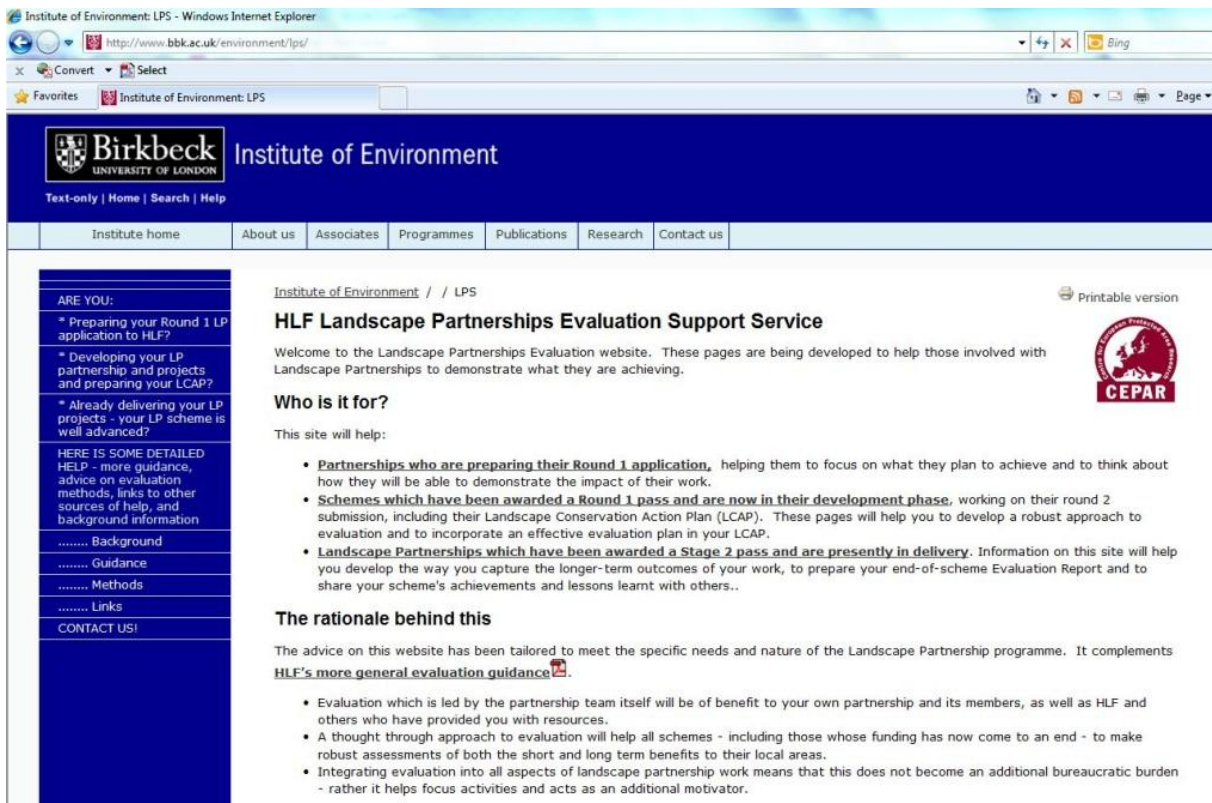 Institute of Environment: LPS - Windows Internet Explorer
http://www.bbk.ac.uk/environment/lps/
Bing
x Convert Select
Favorites Institute of Environment: LPS
Page
Birkbeck
UNIVERSITY OF LONDON
Institute of Environment
Text-only | Home | Search | Help
Institute home About us Associates Programmes Publications Research Contact us
ARE YOU:
* Preparing your Round 1 LP
application to HLF?
* Developing your LP
partnership and projects
and preparing your LCAP?
* Already delivering your LP
projects - your LP scheme is
well advanced?
HERE IS SOME DETAILED
HELP - more guidance,
advice on evaluation
methods, links to other
sources of help, and
background information
........ Background
........ Guidance
........ Methods
........ Links
CONTACT US!
Institute of Environment / / LPS
Printable version
Centre for European Protected Area Research
CEPAR
HLF Landscape Partnerships Evaluation Support Service
Welcome to the Landscape Partnerships Evaluation website. These pages are being developed to help those involved with
Landscape Partnerships to demonstrate what they are achieving.
Who is it for?
This site will help:
• Partnerships who are preparing their Round 1 application, helping them to focus on what they plan to achieve and to think about
how they will be able to demonstrate the impact of their work.
• Schemes which have been awarded a Round 1 pass and are now in their development phase, working on their round 2
submission, including their Landscape Conservation Action Plan (LCAP). These pages will help you to develop a robust approach to
evaluation and to incorporate an effective evaluation plan in your LCAP.
• Landscape Partnerships which have been awarded a Stage 2 pass and are presently in delivery. Information on this site will help
you develop the way you capture the longer-term outcomes of your work, to prepare your end-of-scheme Evaluation Report and to
share your scheme's achievements and lessons learnt with others..
The rationale behind this
The advice on this website has been tailored to meet the specific needs and nature of the Landscape Partnership programme. It complements
HLF's more general evaluation guidance.
• Evaluation which is led by the partnership team itself will be of benefit to your own partnership and its members, as well as HLF and
others who have provided you with resources.
• A thought through approach to evaluation will help all schemes - including those whose funding has now come to an end - to make
robust assessments of both the short and long term benefits to their local areas.
• Integrating evaluation into all aspects of landscape partnership work means that this does not become an additional bureaucratic burden
- rather it helps focus activities and acts as an additional motivator.